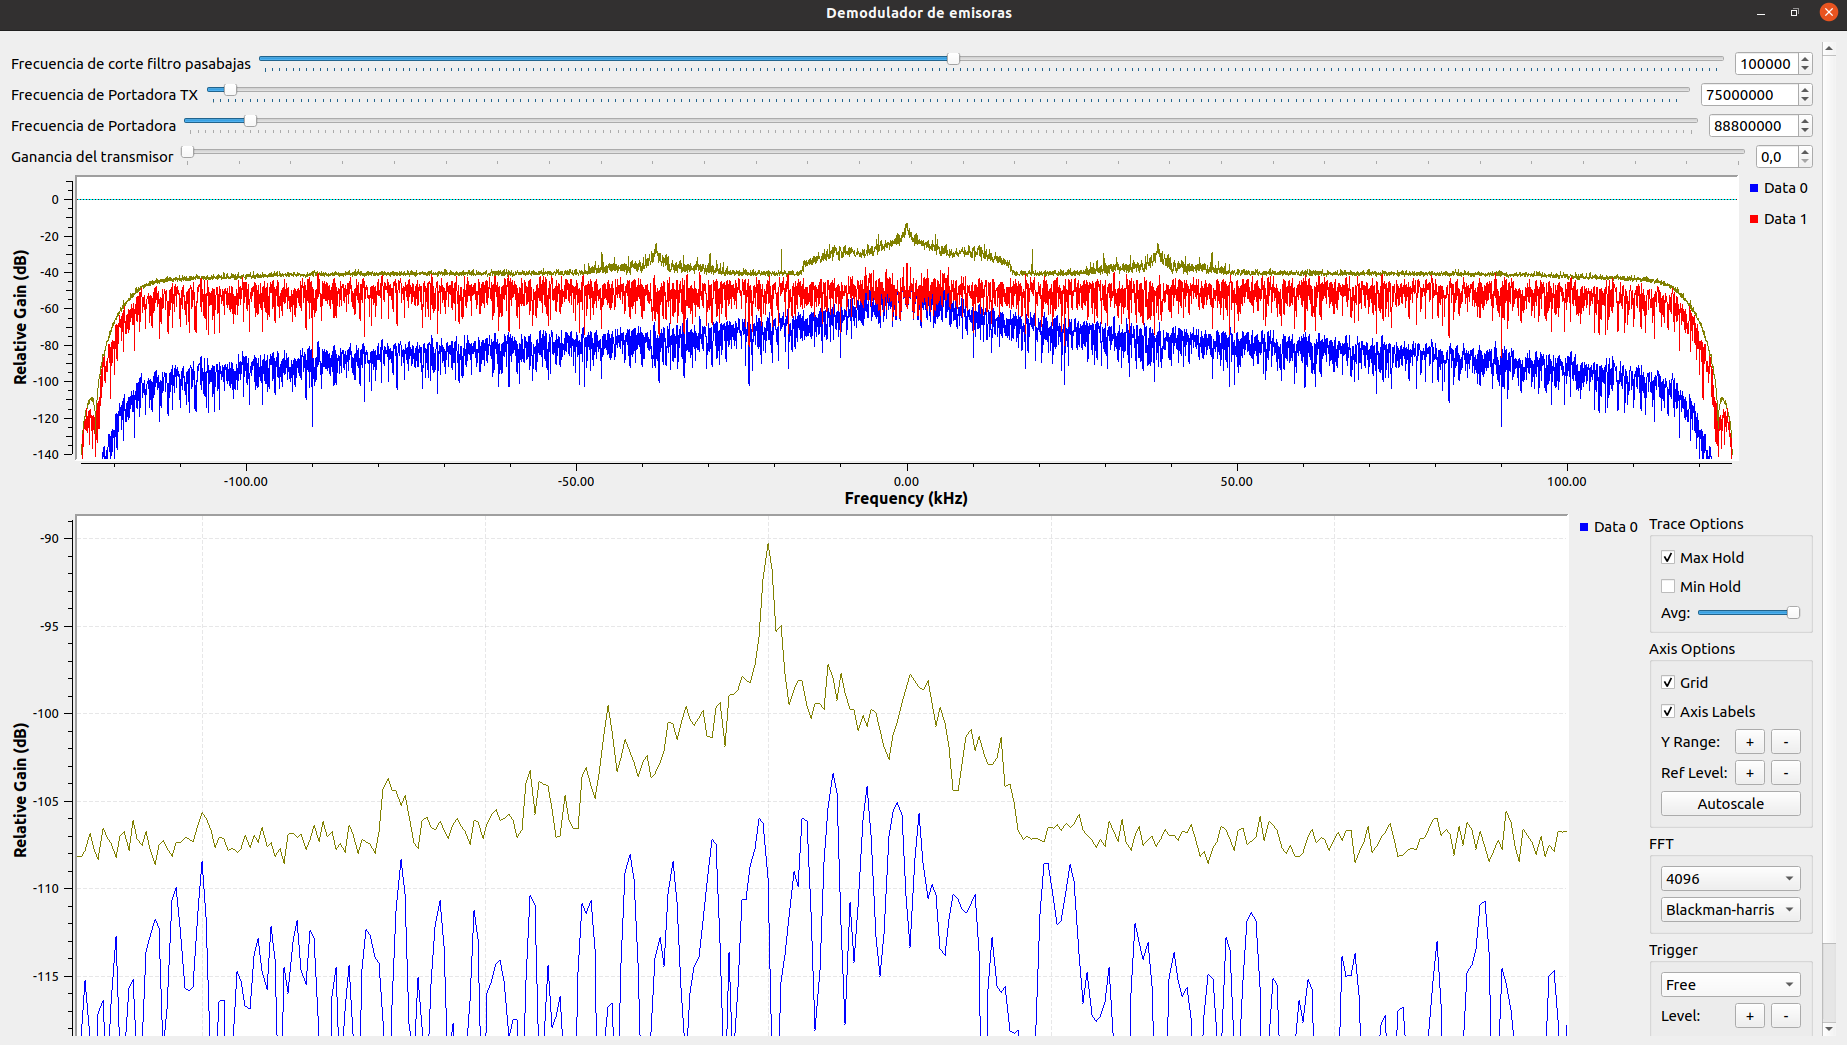 Demodulador de emisoras
Frecuencia de corte filtro pasabajas 100000
Frecuencia de Portadora TX 75000000
Frecuencia de Portadora 88800000
Ganancia del transmisor 0,0
Relative Gain (dB)
0
-20
-40
-60
-80
-100
-120
-140
-100.00 -50.00 0.00 50.00 100.00
Frequency (kHz)
Data 0
Data 1
Relative Gain (dB)
-90
-95
-100
-105
-110
-115
Data 0
Trace Options
Max Hold
Min Hold
Avg:
Axis Options
Grid
Axis Labels
Y Range: + -
Ref Level: + -
Autoscale
FFT
4096
Blackman-harris
Trigger
Free
Level: + -